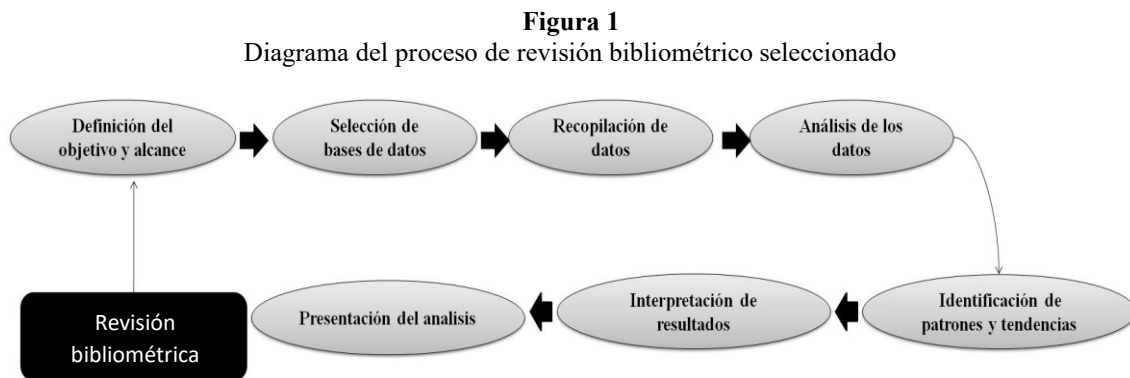 Figura 1
Diagrama del proceso de revisión bibliométrico seleccionado
Definición del
objetivo y alcance
Selección de
bases de datos
Recopilación de
datos
Análisis de los
datos
Identificación de
patrones y tendencias
Interpretación de
resultados
Presentación del analisis
Revisión
bibliométrica